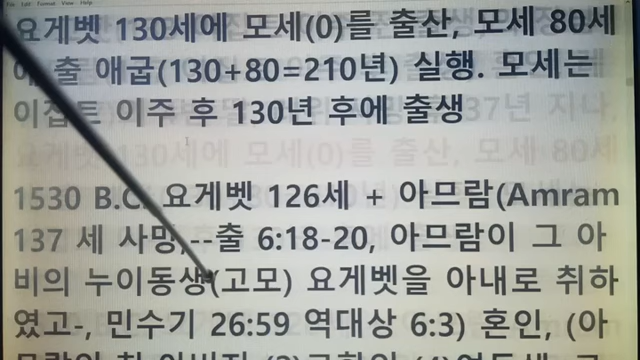 File Edit Format View Help
요게벳 130세에 모세(0)를 출산, 모세 80세
에 출 애굽(130+80=210년) 실행. 모세는
이집트 이주 후 130년 후에 출생
1530 B.C. 요게벳 126세 + 아므람(Amram
137 세 사망,--출 6:18-20, 아므람이 그 아
비의 누이동생(고모) 요게벳을 아내로 취하
였고-, 민수기 26:59 역대상 6:3) 혼인, (아